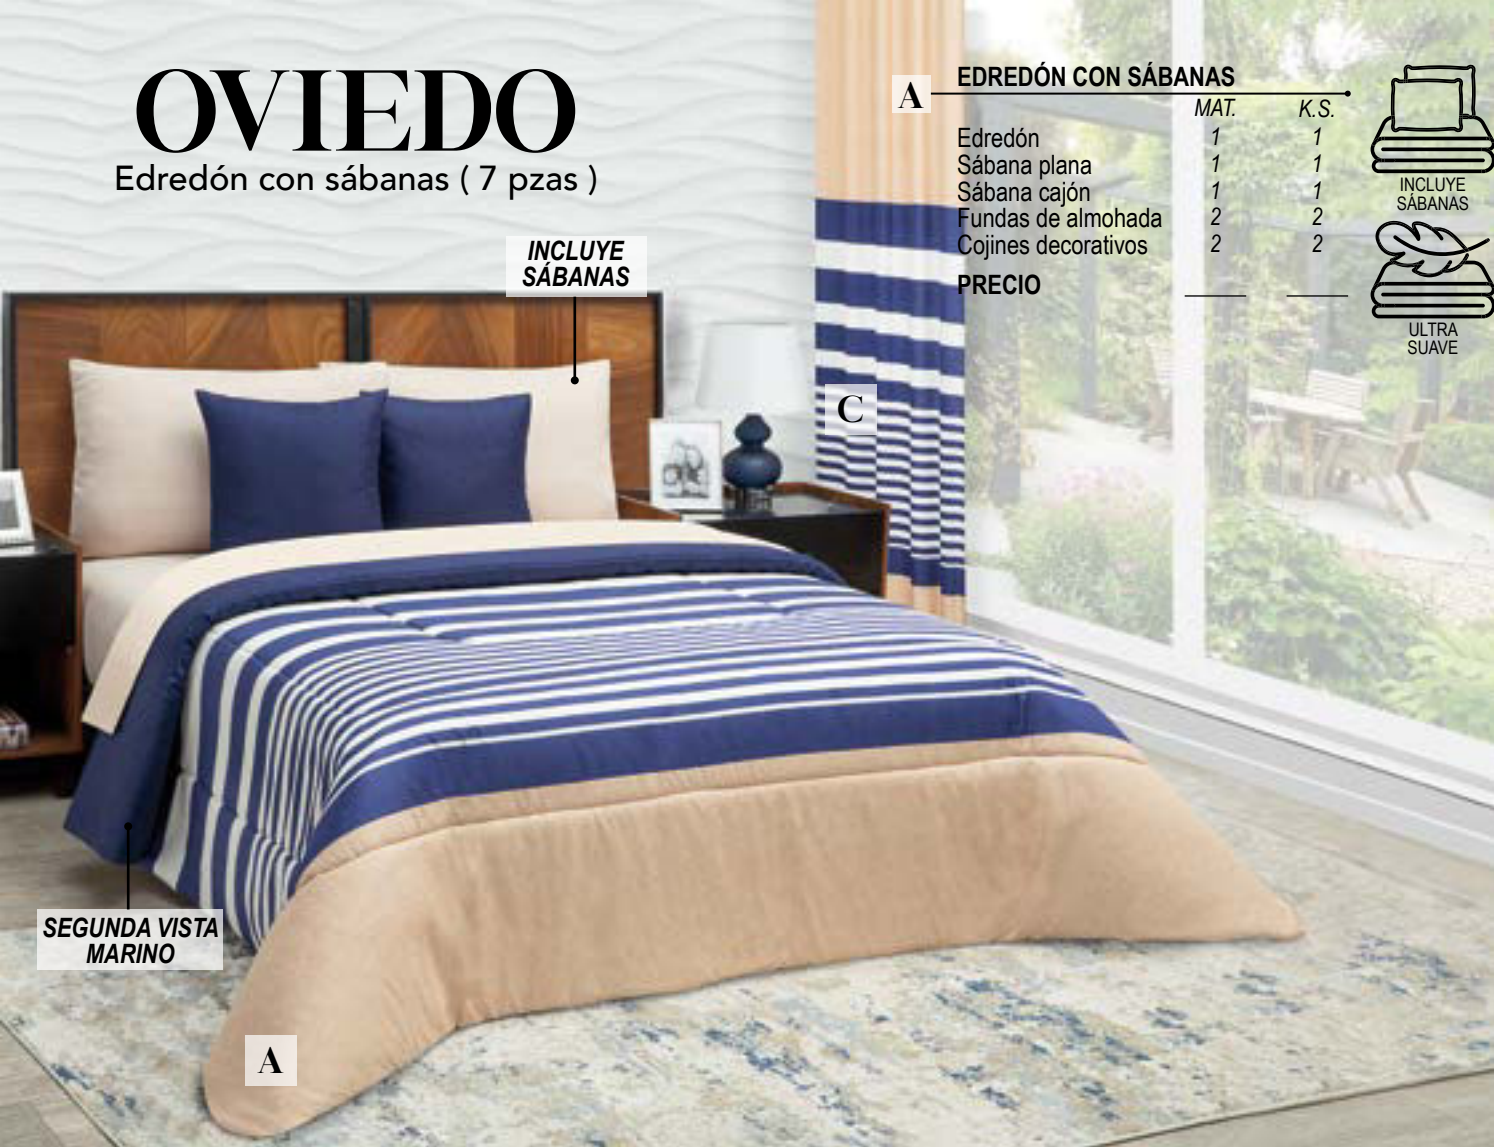 OVIEDO
Edredón con sábanas ( 7 pzas )
INCLUYE
SÁBANAS
A
EDREDÓN CON SÁBANAS
MAT. K.S.
Edredón 1 1
Sábana plana 1 1
Sábana cajón 1 1
Fundas de almohada 2 2
Cojines decorativos 2 2
PRECIO
INCLUYE
SÁBANAS
ULTRA
SUAVE
C
SEGUNDA VISTA
MARINO
A